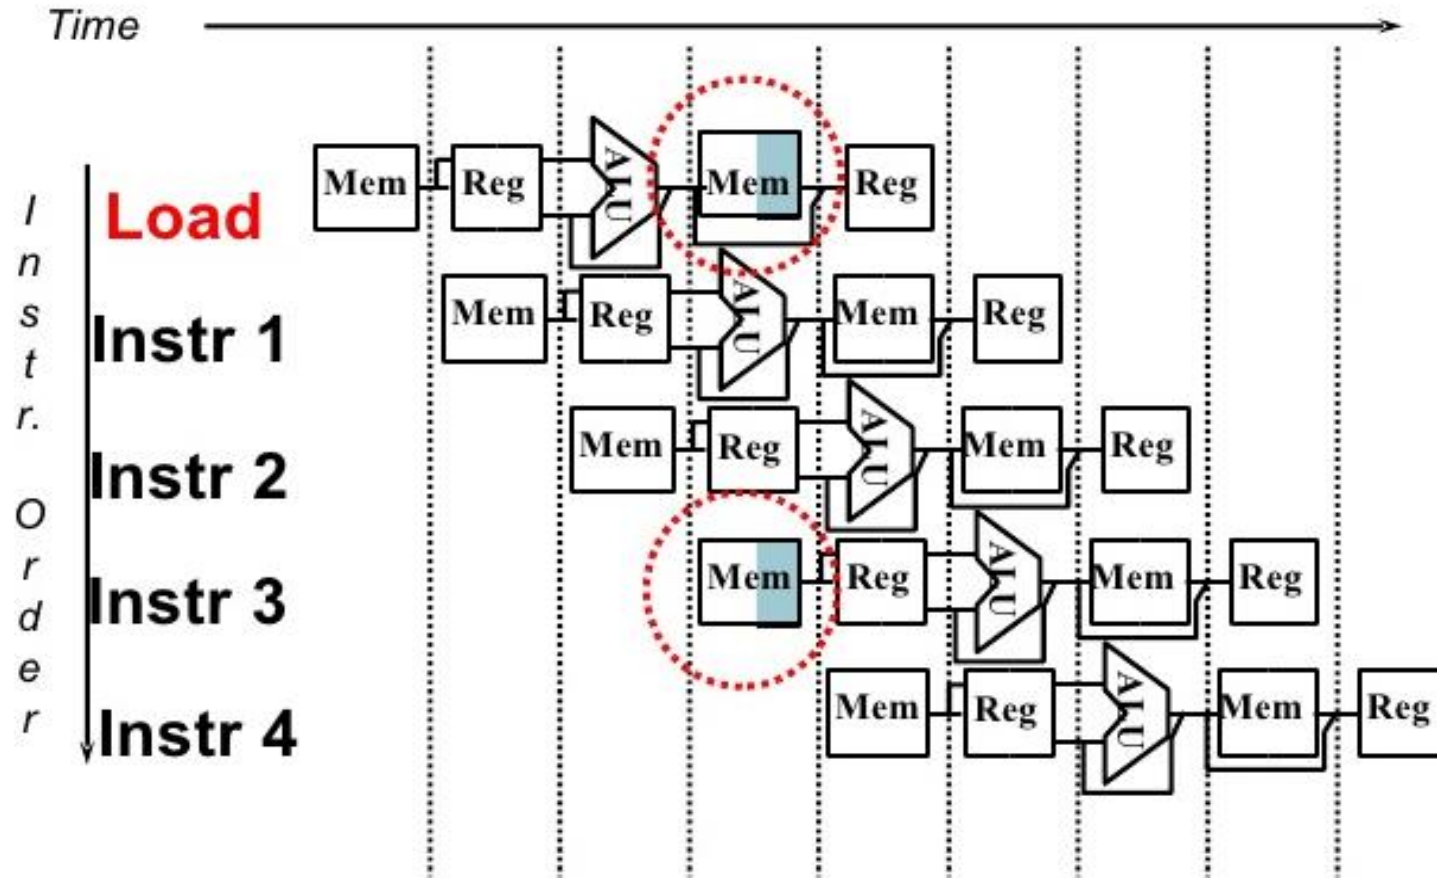 Time
Instr. Order
Load
Mem Reg ALU Mem Reg
Instr 1
Mem Reg ALU Mem Reg
Instr 2
Mem Reg ALU Mem Reg
Instr 3
Mem Reg ALU Mem Reg
Instr 4
Mem Reg ALU Mem Reg